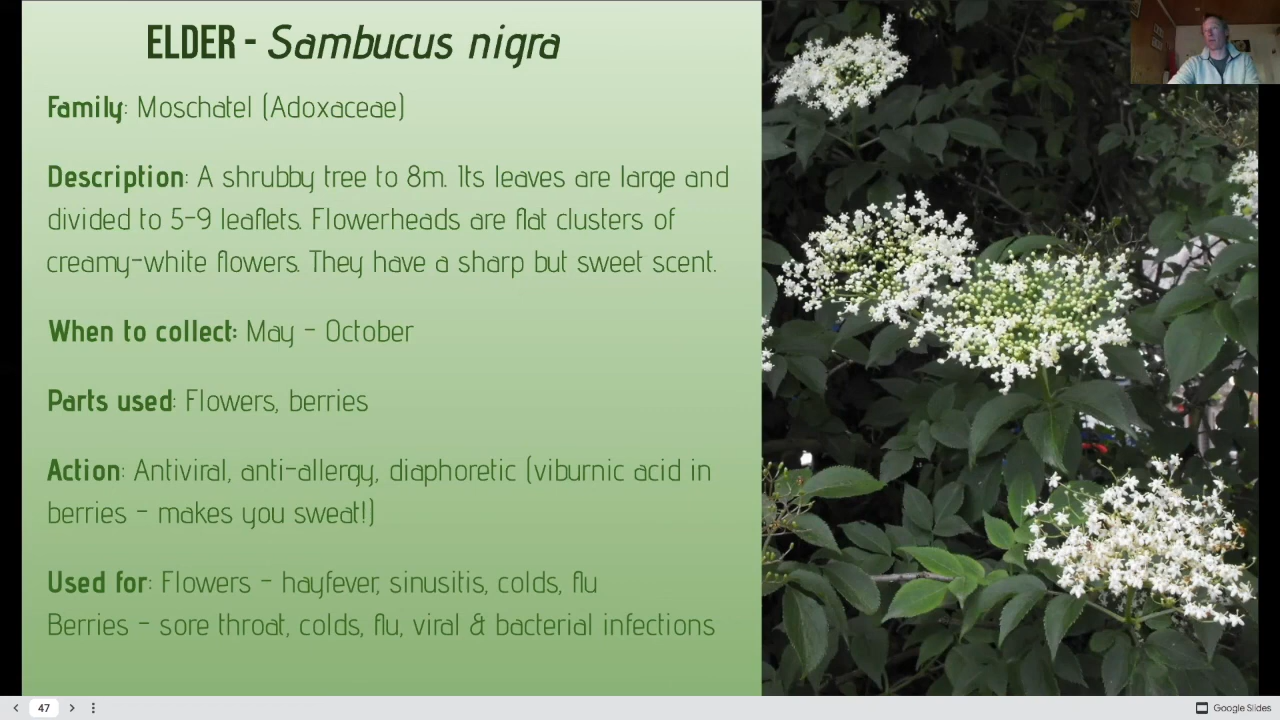 ELDER - Sambucus nigra
Family: Moschatel (Adoxaceae)
Description: A shrubby tree to 8m. Its leaves are large and
divided to 5-9 leaflets. Flowerheads are flat clusters of
creamy-white flowers. They have a sharp but sweet scent.
When to collect: May - October
Parts used: Flowers, berries
Action: Antiviral, anti-allergy, diaphoretic (viburnic acid in
berries - makes you sweat!)
Used for: Flowers - hayfever, sinusitis, colds, flu
Berries - sore throat, colds, flu, viral & bacterial infections
47
Google Slides